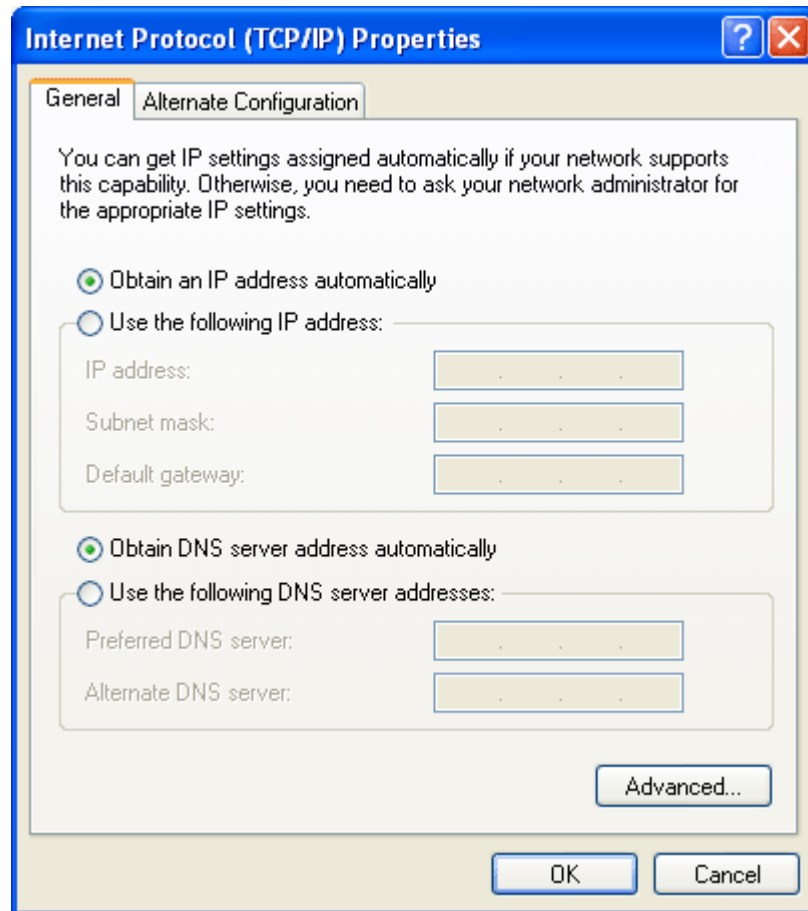 Internet Protocol (TCP/IP) Properties
General
Alternate Configuration
You can get IP settings assigned automatically if your network supports
this capability. Otherwise, you need to ask your network administrator for
the appropriate IP settings.
Obtain an IP address automatically
Use the following IP address:
IP address:
Subnet mask:
Default gateway:
Obtain DNS server address automatically
Use the following DNS server addresses:
Preferred DNS server:
Alternate DNS server:
Advanced...
OK
Cancel